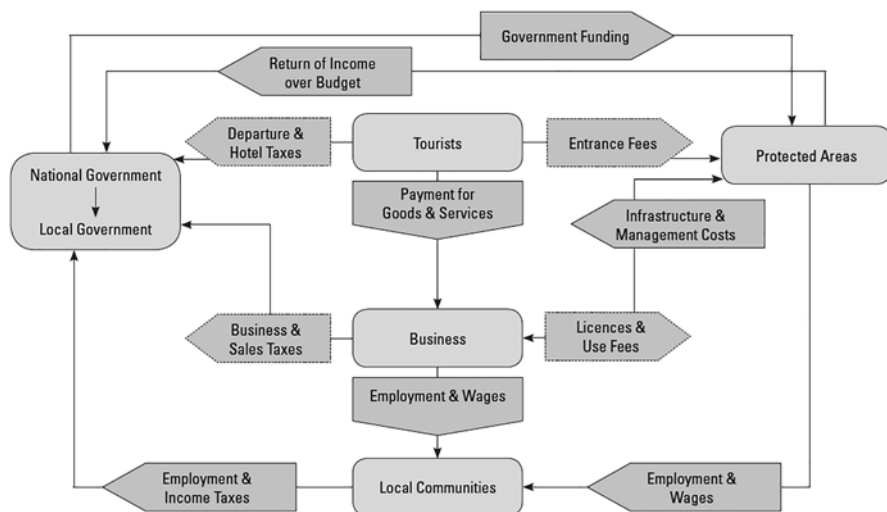 Government Funding
Return of Income
over Budget
Departure &
Hotel Taxes
Tourists
Entrance Fees
Protected Areas
National Government
Local Government
Payment for
Goods & Services
Infrastructure &
Management Costs
Business &
Sales Taxes
Business
Licences &
Use Fees
Employment & Wages
Employment &
Income Taxes
Local Communities
Employment &
Wages